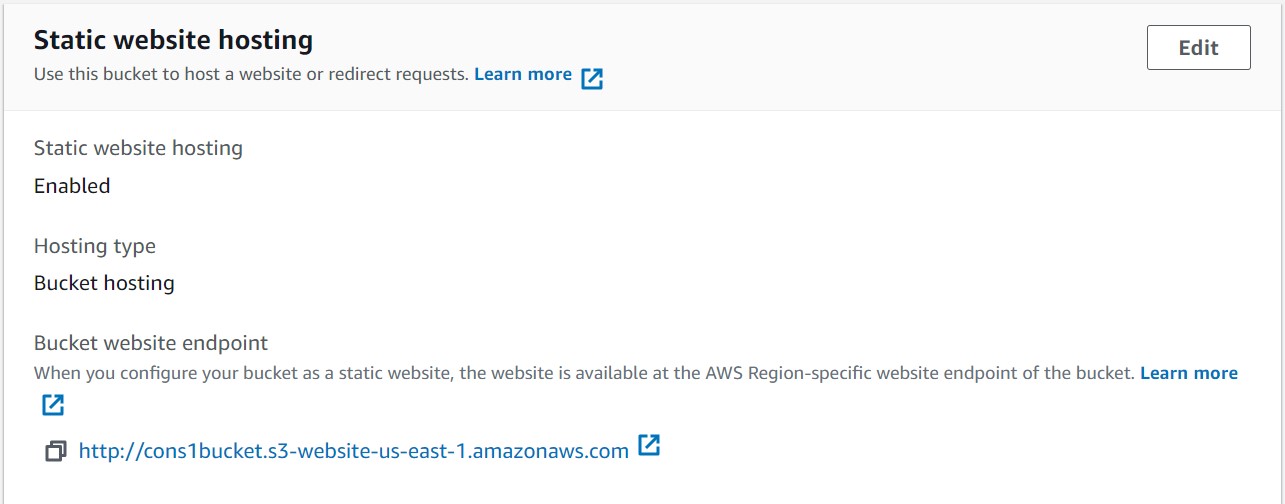 Static website hosting
Edit
Use this bucket to host a website or redirect requests. Learn more
Static website hosting
Enabled
Hosting type
Bucket hosting
Bucket website endpoint
When you configure your bucket as a static website, the website is available at the AWS Region-specific website endpoint of the bucket. Learn more
http://cons1bucket.s3-website-us-east-1.amazonaws.com